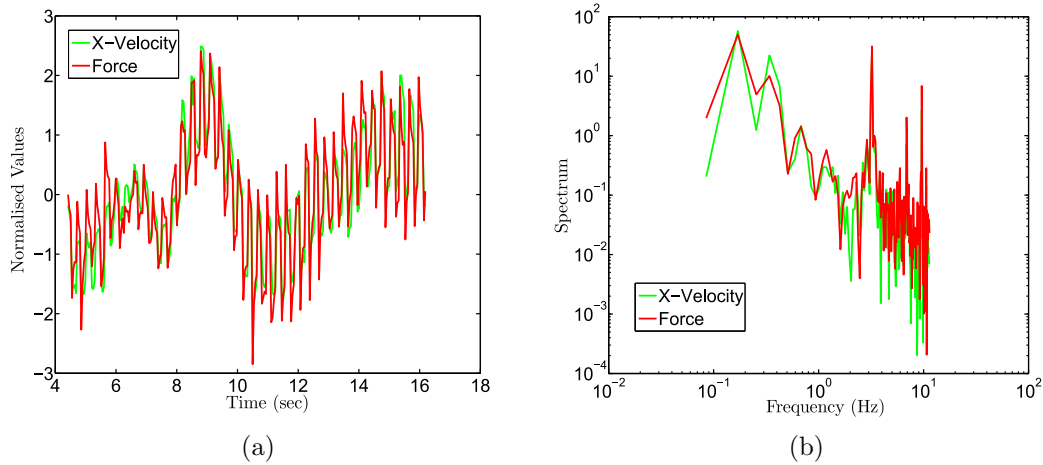 3
2
1
0
−1
−2
−3
4
6
8
10
12
14
16
18
Normalised Values
Time (sec)
X−Velocity
Force
(a)
10^2
10^1
10^0
10^−1
10^−2
10^−3
10^−4
10^−2
10^−1
10^0
10^1
10^2
Spectrum
Frequency (Hz)
X−Velocity
Force
(b)